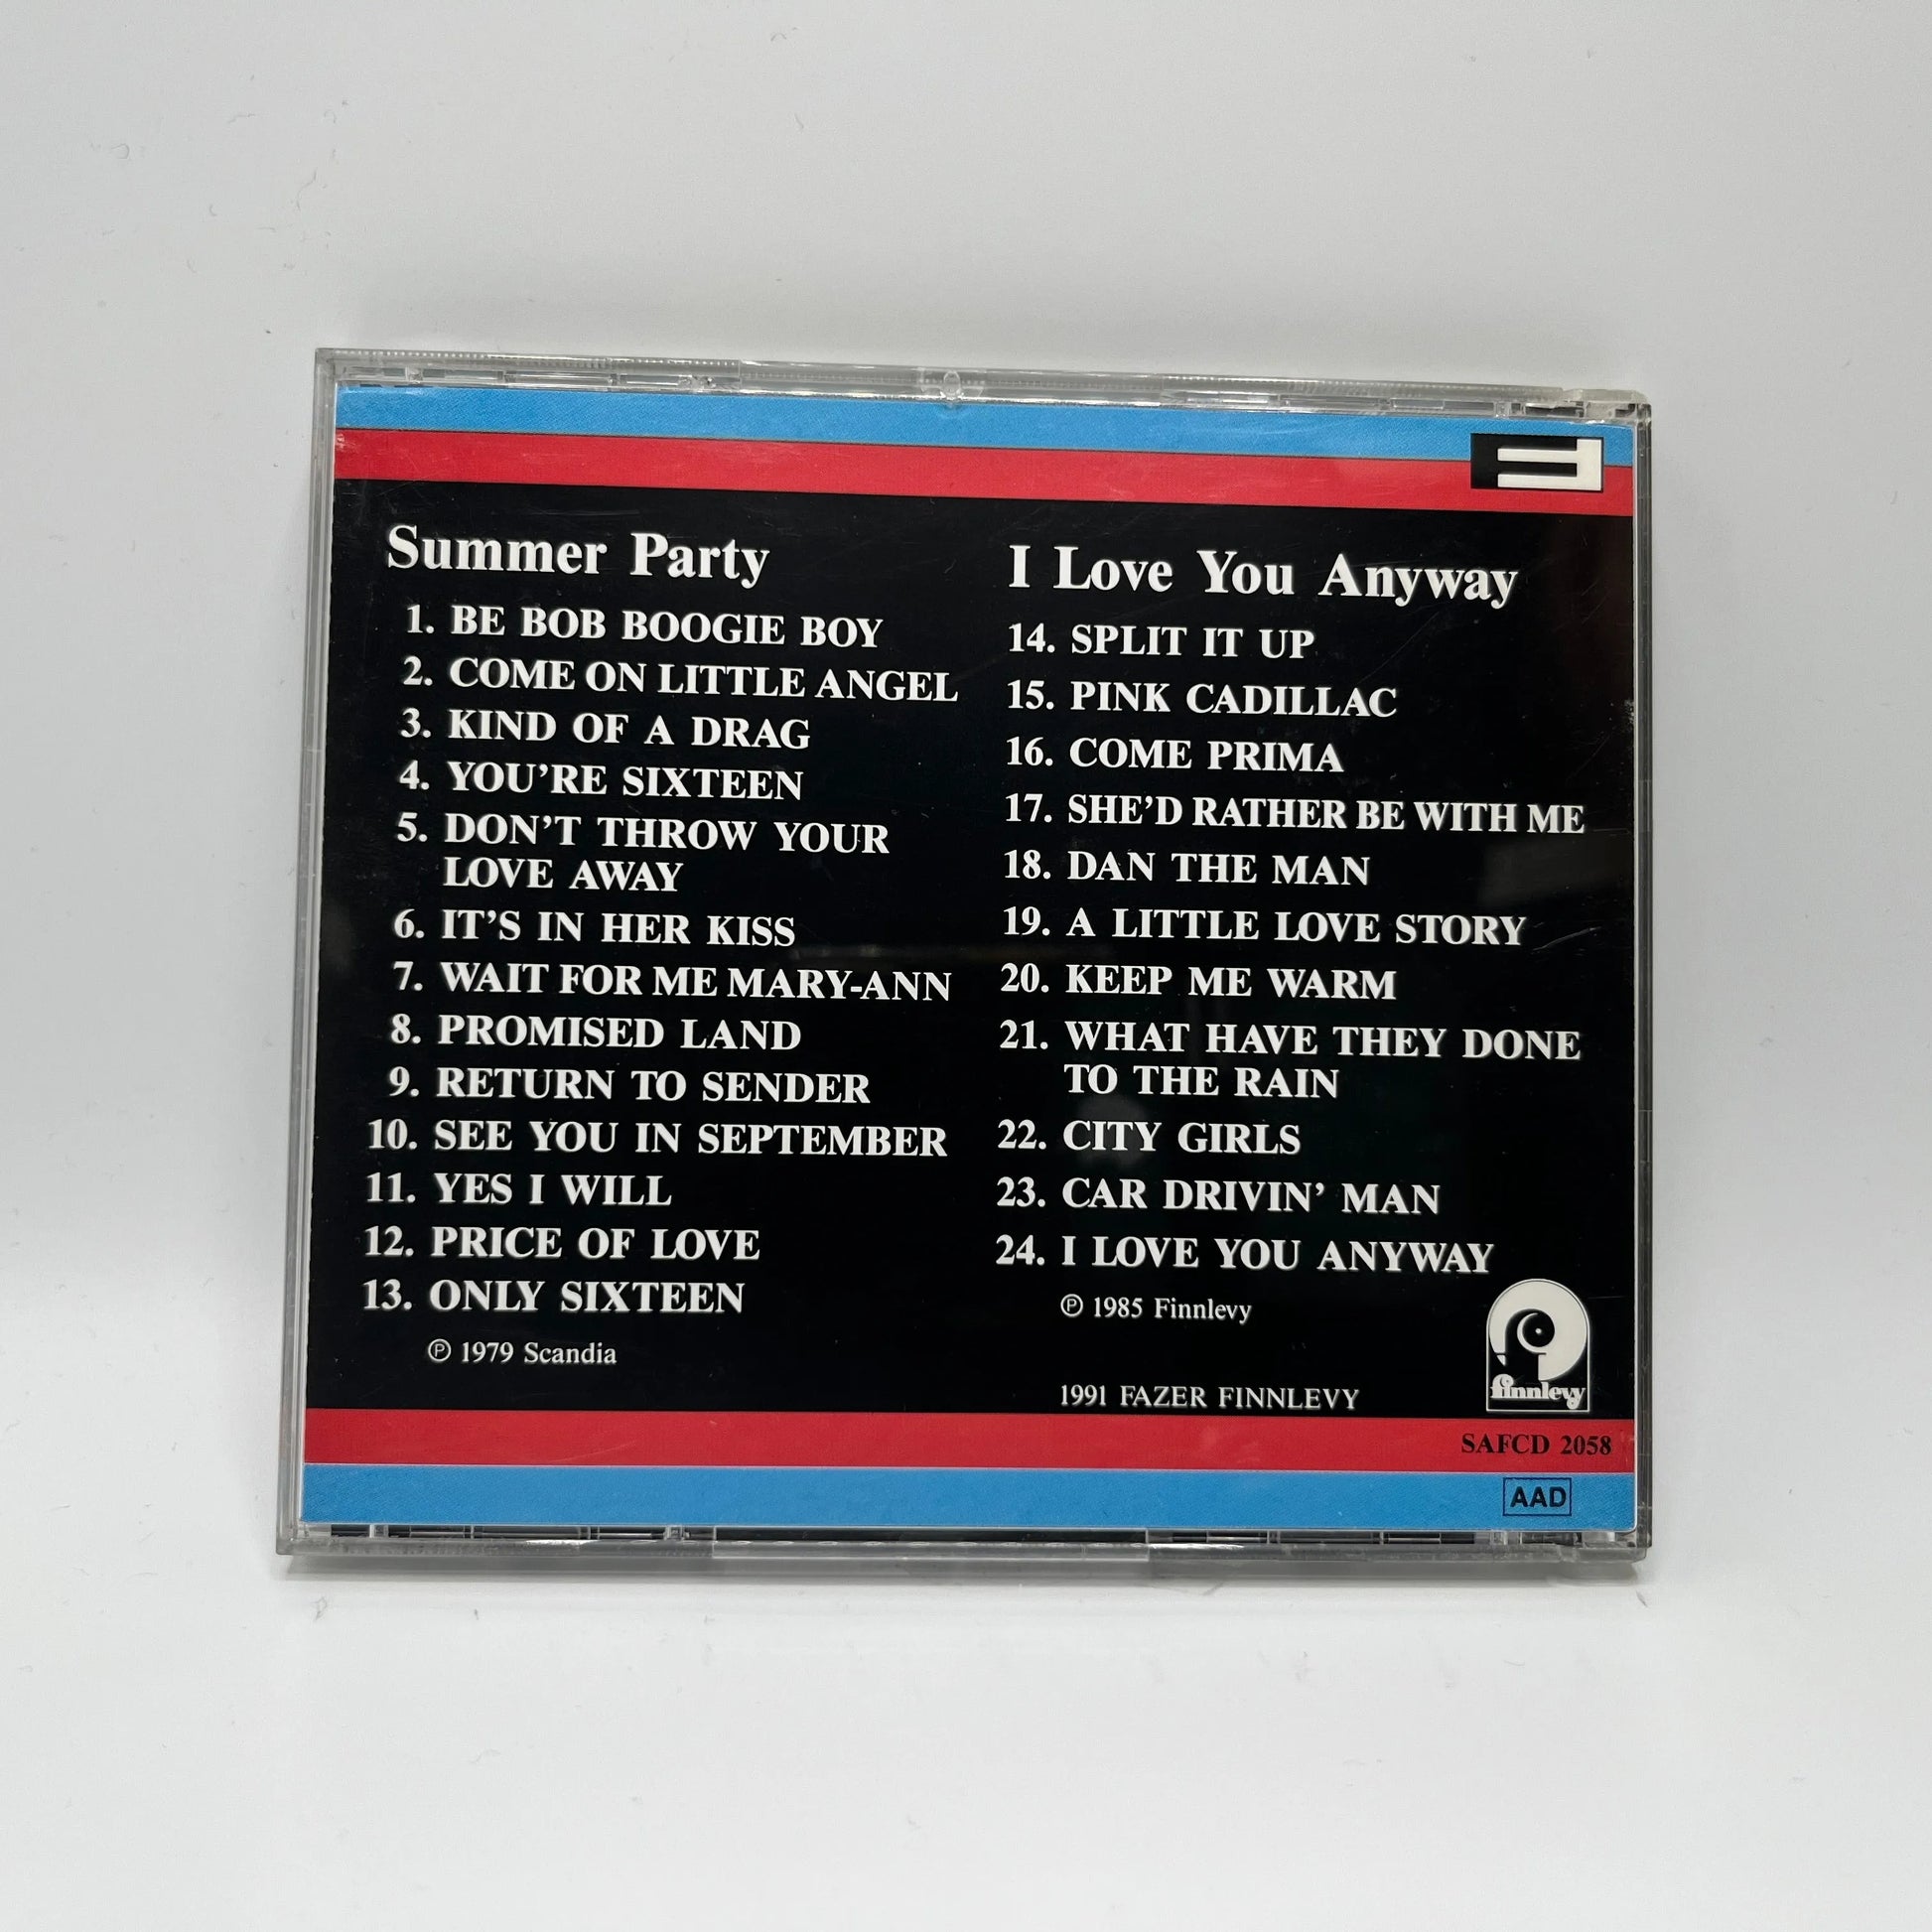 Summer Party
1. BE BOB BOOGIE BOY
2. COME ON LITTLE ANGEL
3. KIND OF A DRAG
4. YOU'RE SIXTEEN
5. DON'T THROW YOUR
LOVE AWAY
6. IT'S IN HER KISS
7. WAIT FOR ME MARY-ANN
8. PROMISED LAND
9. RETURN TO SENDER
10. SEE YOU IN SEPTEMBER
11. YES I WILL
12. PRICE OF LOVE
13. ONLY SIXTEEN
℗ 1979 Scandia
I Love You Anyway
14. SPLIT IT UP
15. PINK CADILLAC
16. COME PRIMA
17. SHE'D RATHER BE WITH ME
18. DAN THE MAN
19. A LITTLE LOVE STORY
20. KEEP ME WARM
21. WHAT HAVE THEY DONE
TO THE RAIN
22. CITY GIRLS
23. CAR DRIVIN' MAN
24. I LOVE YOU ANYWAY
℗ 1985 Finnlevy
1991 FAZER FINNLEVY
finnlevy
SAFCD 2058
AAD